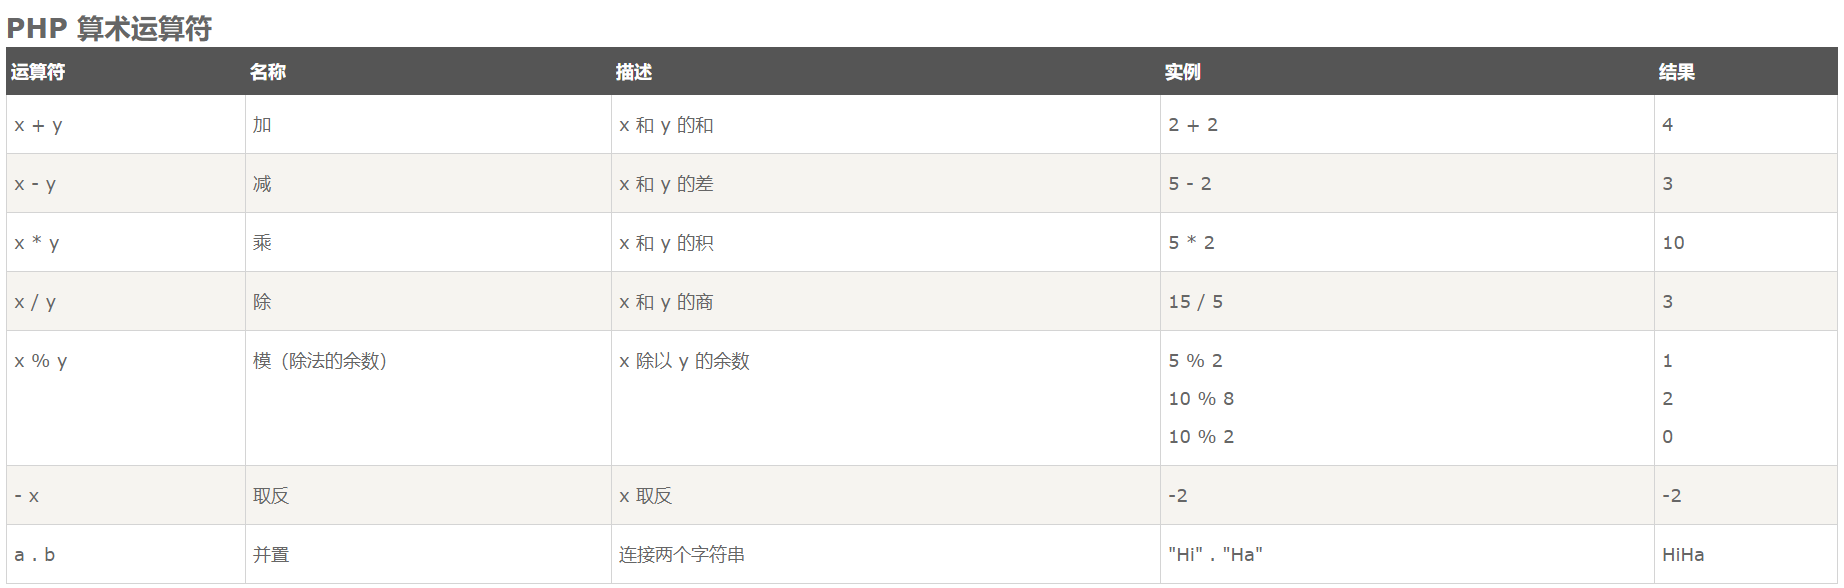 PHP 算术运算符
运算符 名称 描述 实例 结果
x + y 加 x 和 y 的和 2 + 2 4
x - y 减 x 和 y 的差 5 - 2 3
x * y 乘 x 和 y 的积 5 * 2 10
x / y 除 x 和 y 的商 15 / 5 3
x % y 模（除法的余数） x 除以 y 的余数 5 % 2 1
10 % 8 2
10 % 2 0
- x 取反 x 取反 -2 -2
a . b 并置 连接两个字符串 "Hi" . "Ha" HiHa